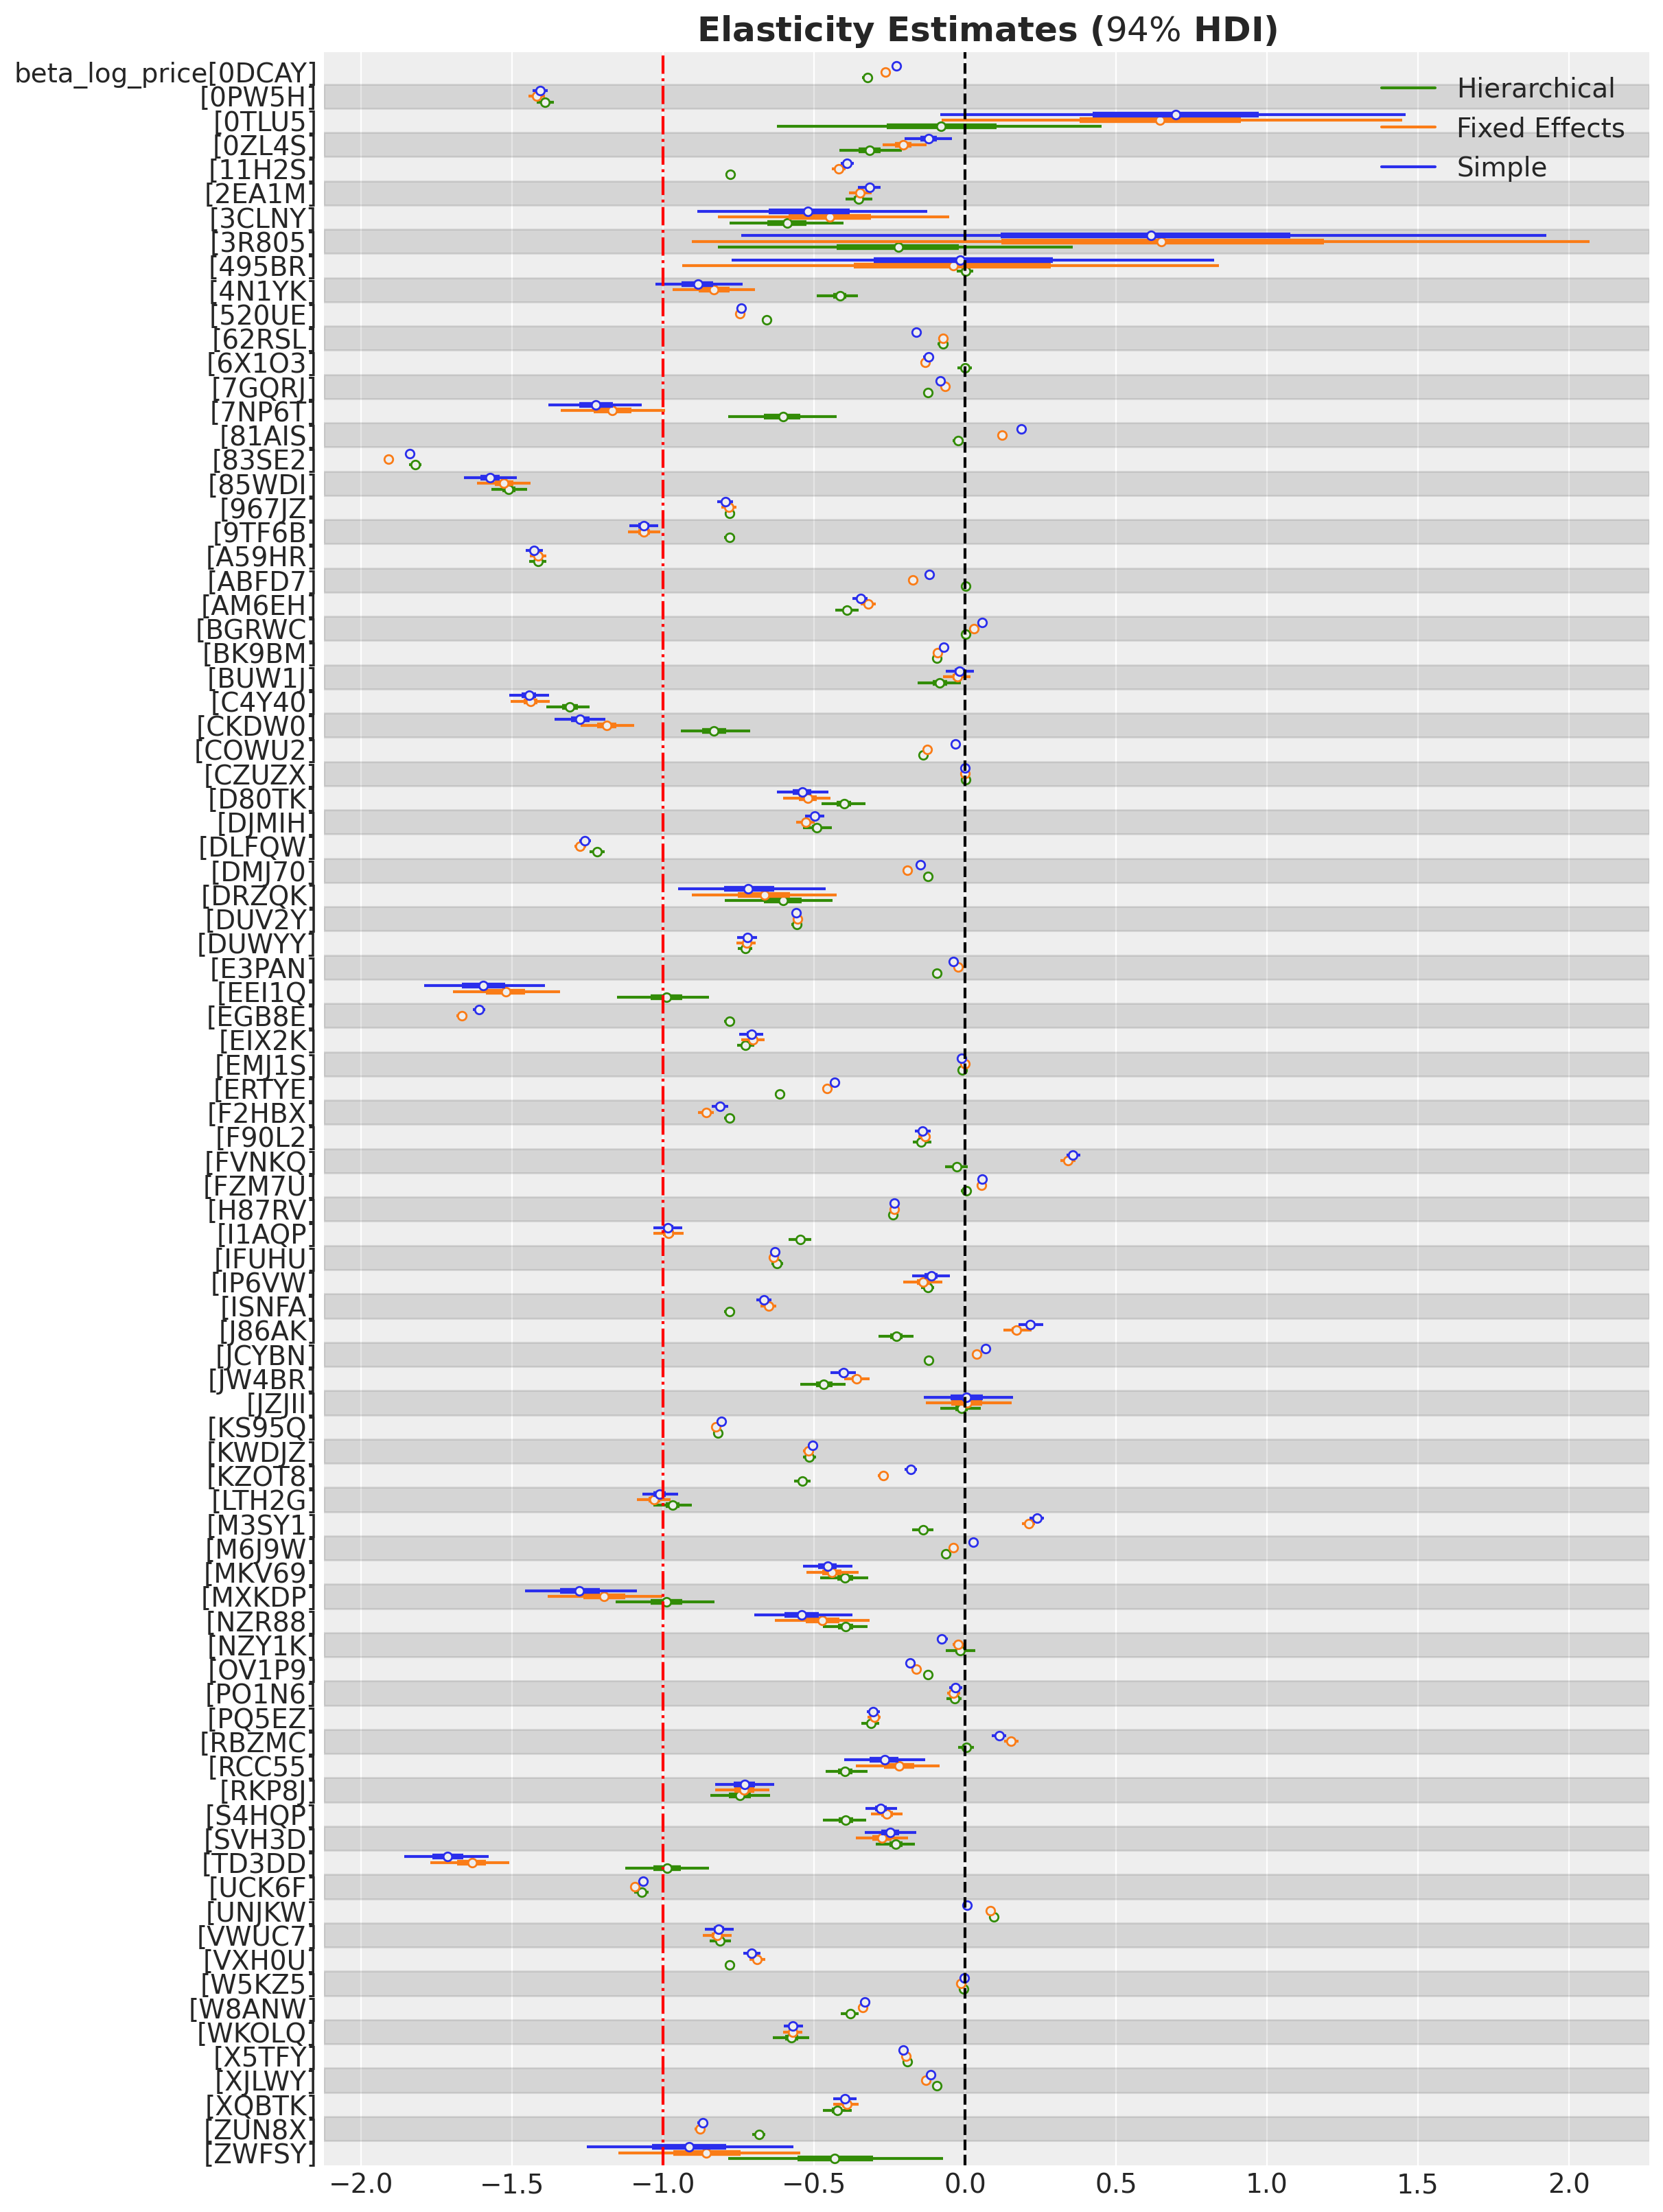 Elasticity Estimates (94% HDI)
beta_log_price[0DCAY]
[0PW5H]
[0TLU5]
[0ZL4S]
[11H2S]
[2EA1M]
[3CLNY]
[3R805]
[495BR]
[4N1YK]
[520UE]
[62RSL]
[6X1O3]
[7GQRJ]
[7NP6T]
[81AIS]
[83SE2]
[85WDI]
[967JZ]
[9TF6B]
[A59HR]
[ABFD7]
[AM6EH]
[BGRWC]
[BK9BM]
[BUW1J]
[C4Y40]
[CKDW0]
[COWU2]
[CZUZX]
[D80TK]
[DJMIH]
[DLFQW]
[DMJ70]
[DRZQK]
[DUV2Y]
[DUWYY]
[E3PAN]
[EEI1Q]
[EGB8E]
[EIX2K]
[EMJ1S]
[ERTYE]
[F2HBX]
[F90L2]
[FVNKQ]
[FZM7U]
[H87RV]
[I1AQP]
[IFUHU]
[IP6VW]
[ISNFA]
[J86AK]
[JCYBN]
[JW4BR]
[JZJII]
[KS95Q]
[KWDJZ]
[KZOT8]
[LTH2G]
[M3SY1]
[M6J9W]
[MKV69]
[MXKDP]
[NZR88]
[NZY1K]
[OV1P9]
[PO1N6]
[PQ5EZ]
[RBZMC]
[RCC55]
[RKP8J]
[S4HQP]
[SVH3D]
[TD3DD]
[UCK6F]
[UNJKW]
[VWUC7]
[VXH0U]
[W5KZ5]
[W8ANW]
[WKOLQ]
[X5TFY]
[XJLWY]
[XQBTK]
[ZUN8X]
[ZWFSY]
Hierarchical
Fixed Effects
Simple
−2.0 −1.5 −1.0 −0.5 0.0 0.5 1.0 1.5 2.0